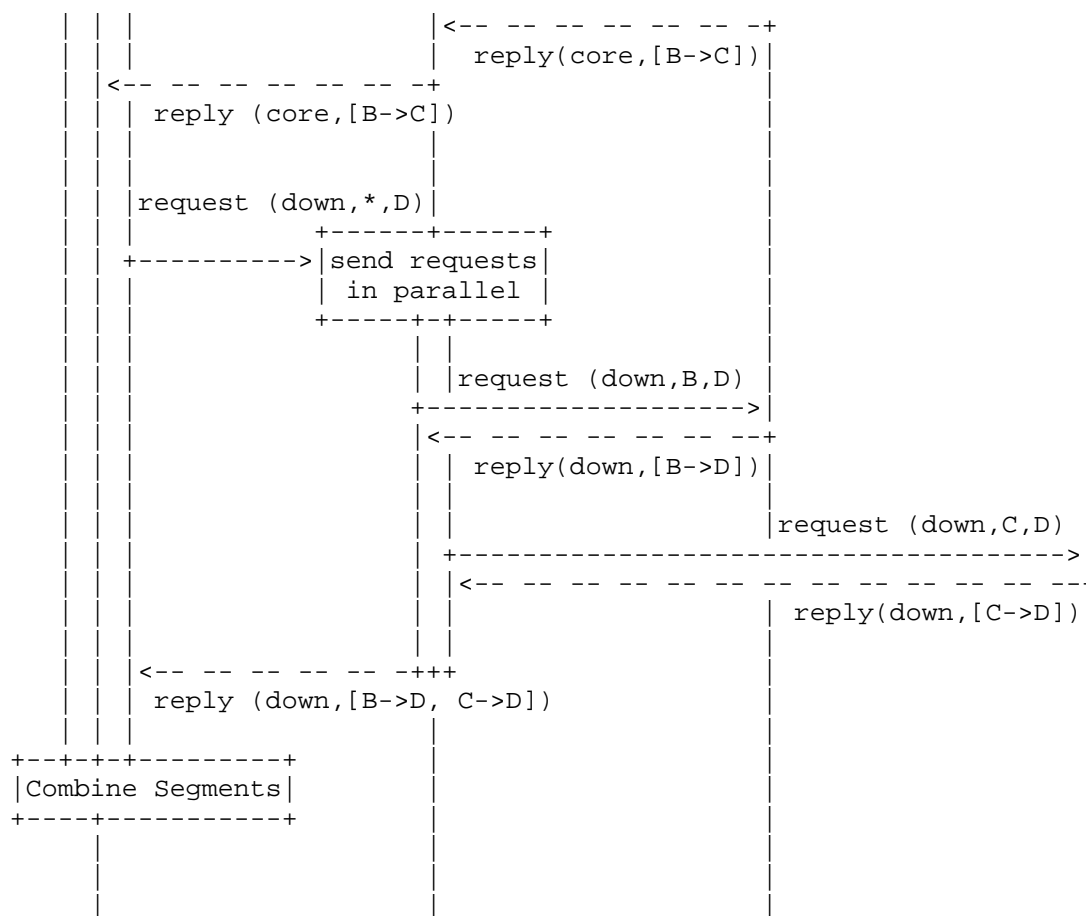 reply(core,[B->C])
reply (core,[B->C])
request (down,*,D)
send requests
in parallel
request (down,B,D)
reply(down,[B->D])
request (down,C,D)
reply(down,[C->D])
reply (down,[B->D, C->D])
Combine Segments